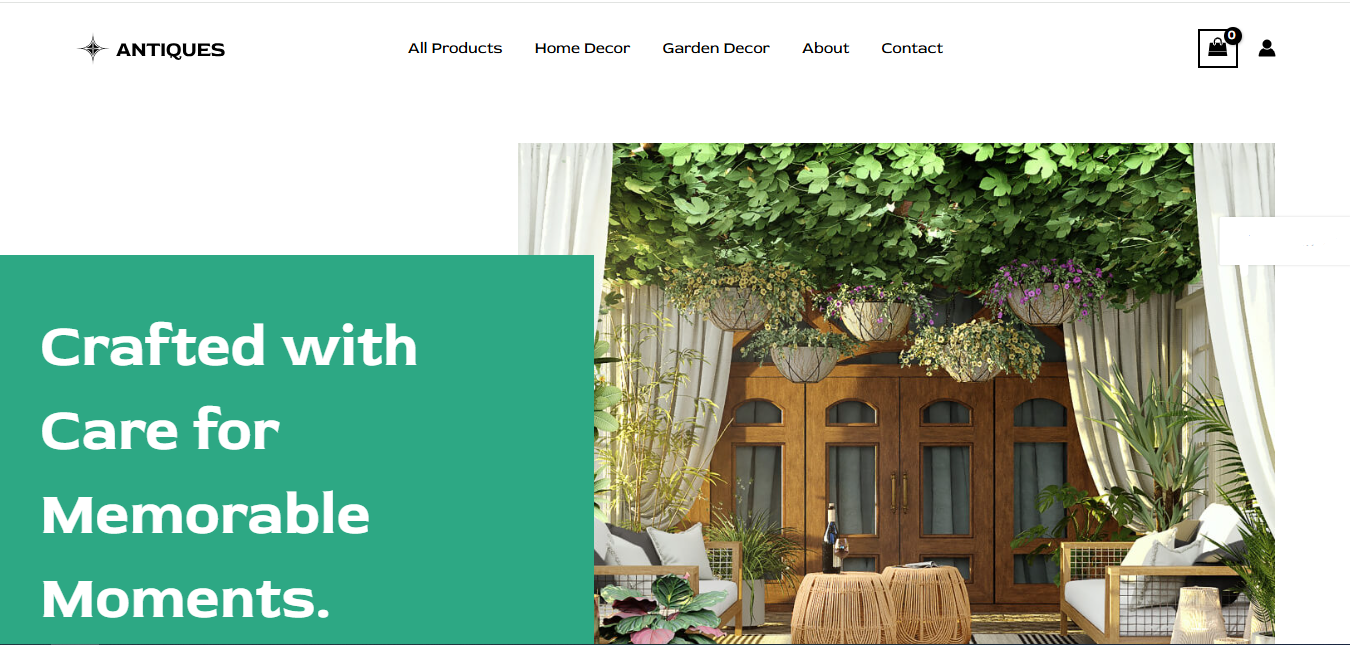 ANTIQUES
All Products
Home Decor
Garden Decor
About
Contact
0
Crafted with
Care for
Memorable
Moments.